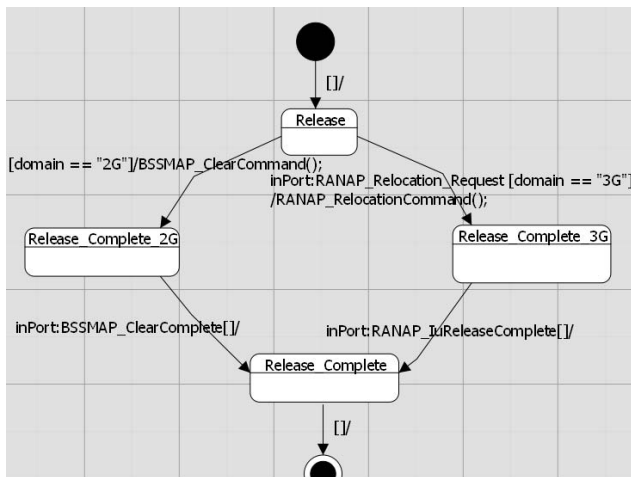 []/
Release
[domain == "2G"]/BSSMAP_ClearCommand();
inPort:RANAP_Relocation_Request [domain == "3G"]
/RANAP_RelocationCommand();
Release_Complete_2G
Release_Complete_3G
inPort:BSSMAP_ClearComplete[]/
inPort:RANAP_IuReleaseComplete[]/
Release_Complete
[]/